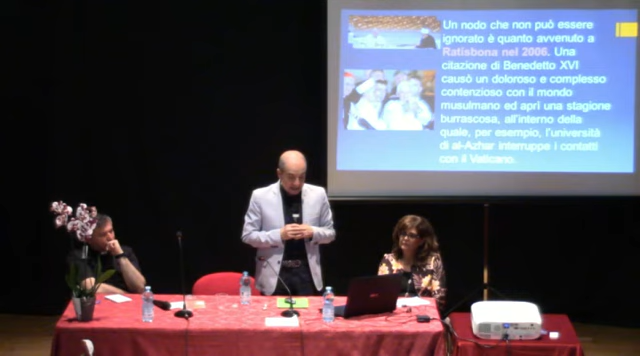 Un nodo che non può essere
ignorato è quanto avvenuto a
Ratisbona nel 2006. Una
citazione di Benedetto XVI
causò un doloroso e complesso
contenzioso con il mondo
musulmano ed aprì una stagione
burrascosa, all'interno della
quale, per esempio, l'università
di al-Azhar interruppe i contatti
con il Vaticano.